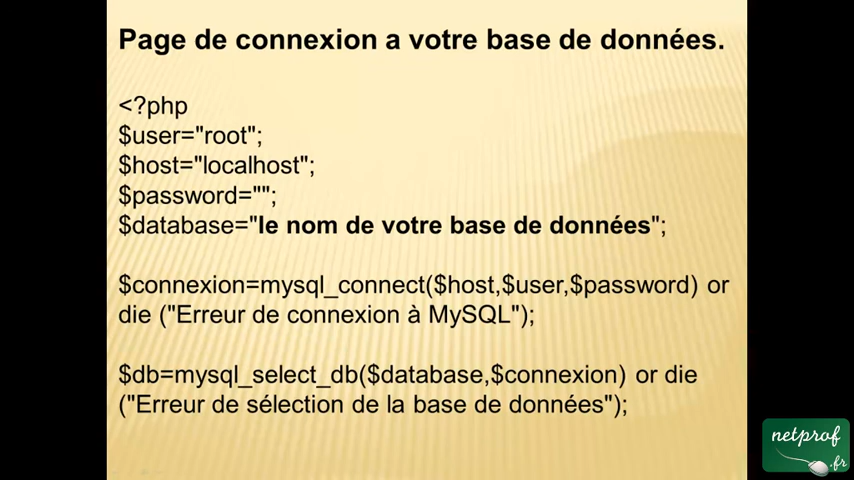 Page de connexion a votre base de données.
<?php
$user="root";
$host="localhost";
$password="";
$database="le nom de votre base de données";
$connexion=mysql_connect($host,$user,$password) or
die ("Erreur de connexion à MySQL");
$db=mysql_select_db($database,$connexion) or die
("Erreur de sélection de la base de données");
netprof
.fr